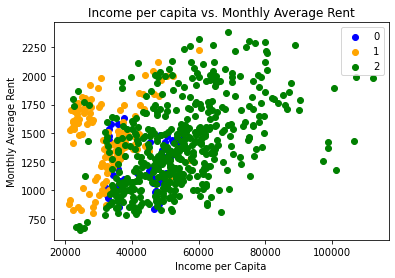 Income per capita vs. Monthly Average Rent
0
1
2
2250
2000
1750
1500
1250
1000
750
Monthly Average Rent
20000 40000 60000 80000 100000
Income per Capita